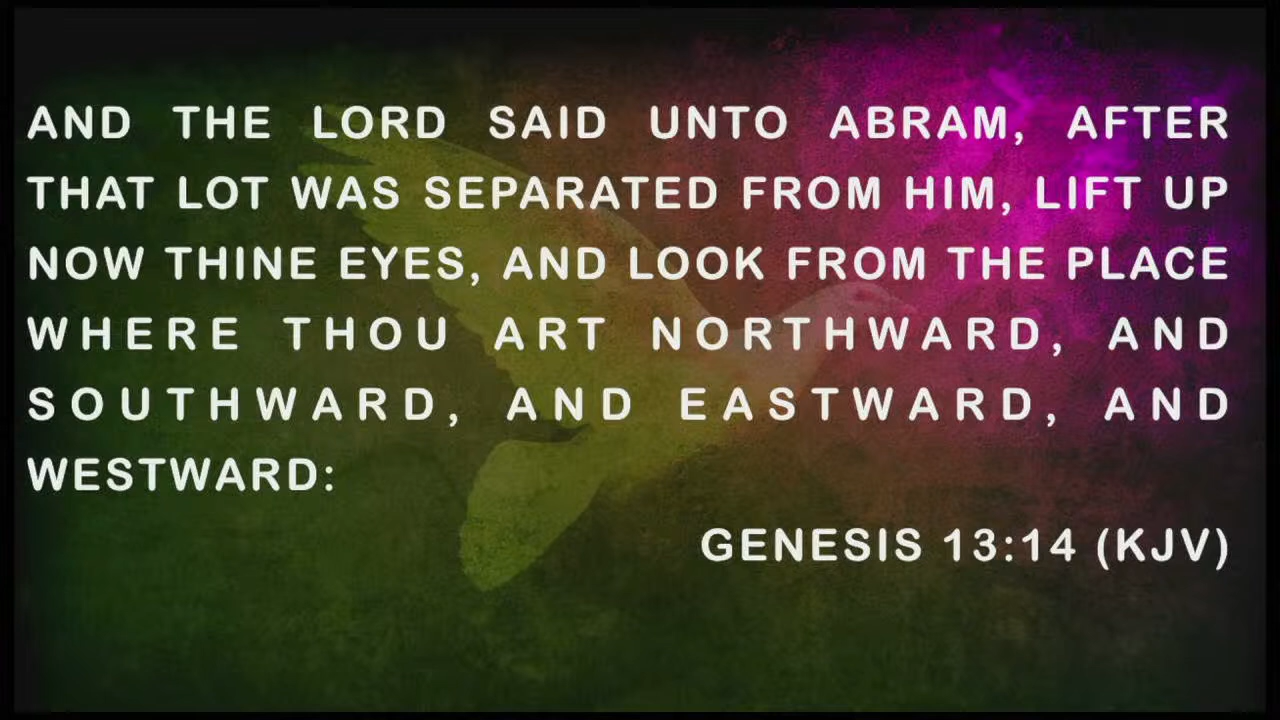 AND THE LORD SAID UNTO ABRAM, AFTER
THAT LOT WAS SEPARATED FROM HIM, LIFT UP
NOW THINE EYES, AND LOOK FROM THE PLACE
WHERE THOU ART NORTHWARD, AND
SOUTHWARD, AND EASTWARD, AND
WESTWARD:
GENESIS 13:14 (KJV)